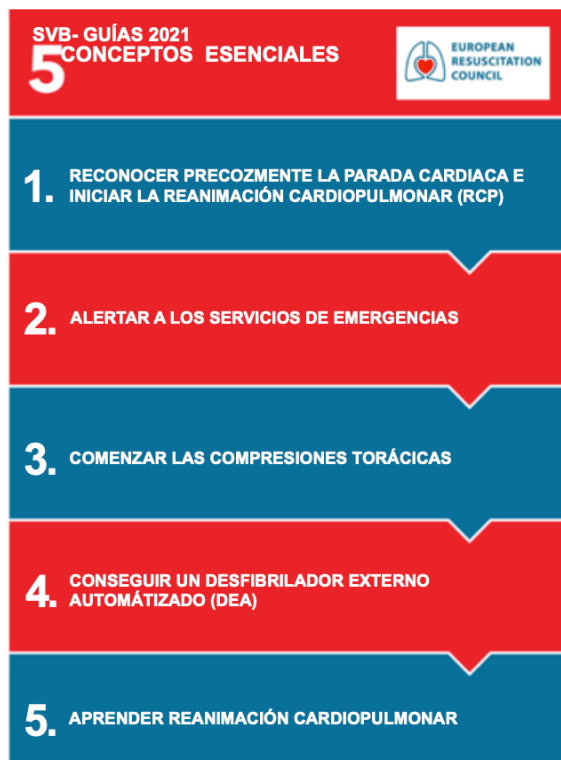 SVB- GUÍAS 2021
5 CONCEPTOS ESENCIALES
EUROPEAN
RESUSCITATION
COUNCIL
1. RECONOCER PRECOZMENTE LA PARADA CARDIACA E
INICIAR LA REANIMACIÓN CARDIOPULMONAR (RCP)
2. ALERTAR A LOS SERVICIOS DE EMERGENCIAS
3. COMENZAR LAS COMPRESIONES TORÁCICAS
4. CONSEGUIR UN DESFIBRILADOR EXTERNO
AUTOMÁTIZADO (DEA)
5. APRENDER REANIMACIÓN CARDIOPULMONAR